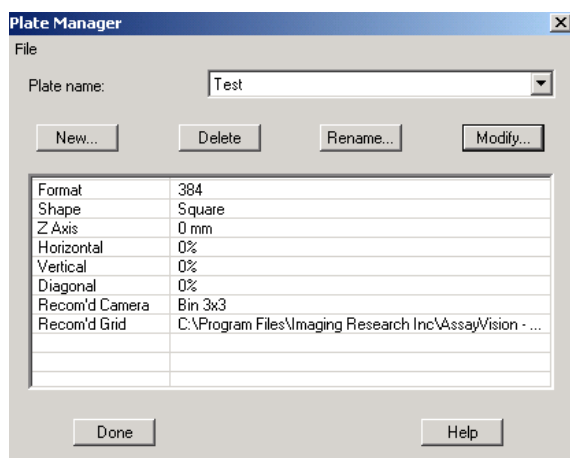 Plate Manager
File
Plate name: Test
New... Delete Rename... Modify...
Format 384
Shape Square
Z Axis 0 mm
Horizontal 0%
Vertical 0%
Diagonal 0%
Recom'd Camera Bin 3x3
Recom'd Grid C:\Program Files\Imaging Research Inc\AssayVision - ...
Done Help